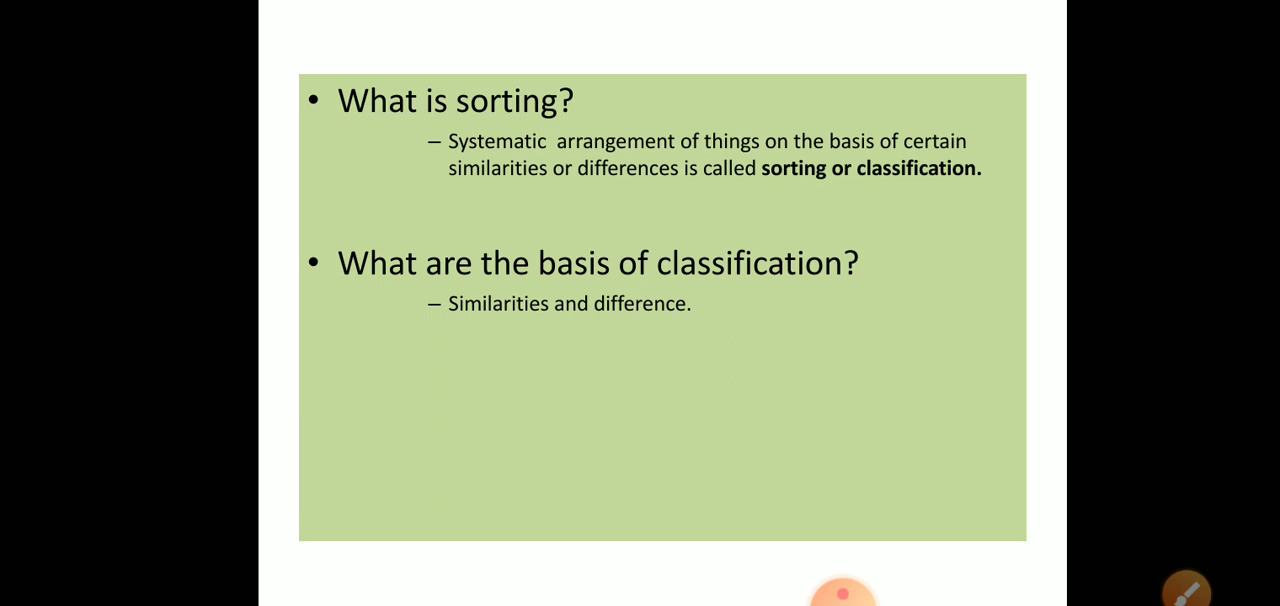 • What is sorting?
– Systematic  arrangement of things on the basis of certain
similarities or differences is called sorting or classification.
• What are the basis of classification?
– Similarities and difference.